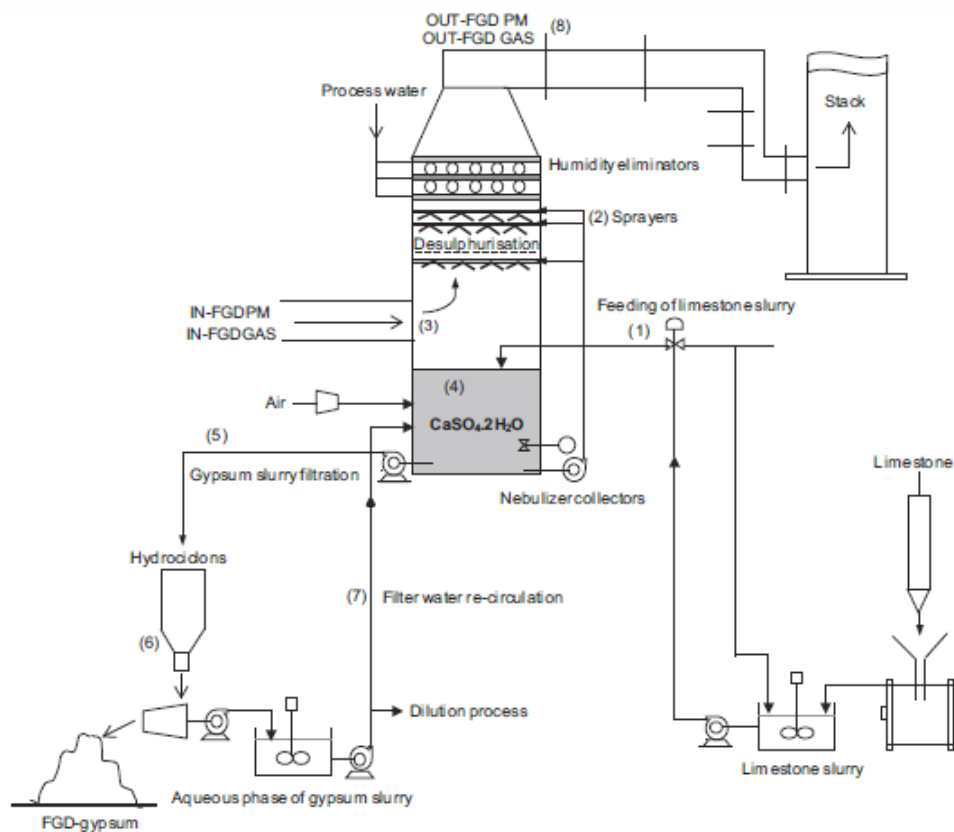 OUT-FGD PM (8)
OUT-FGD GAS
Process water
Stack
Humidity eliminators
(2) Sprayers
Desulphurisation
IN-FGDPM
(3)
IN-FGDGAS
Feeding of limestone slurry
(1)
(4)
Air
CaSO₄.2H₂O
(5)
Gypsum slurry filtration
Nebulizer collectors
Limestone
Hydrociclons
(7) Filter water re-circulation
(6)
Dilution process
Limestone slurry
Aqueous phase of gypsum slurry
FGD-gypsum